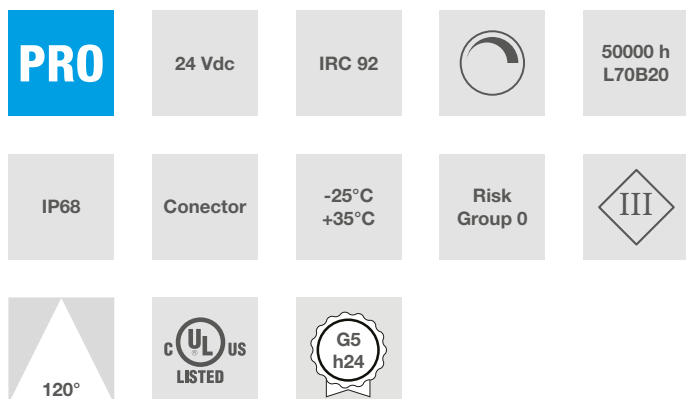 PRO
24 Vdc
IRC 92
50000 h
L70B20
IP68
Conector
-25°C
+35°C
Risk
Group 0
III
120°
C UL US
®
LISTED
G5
h24